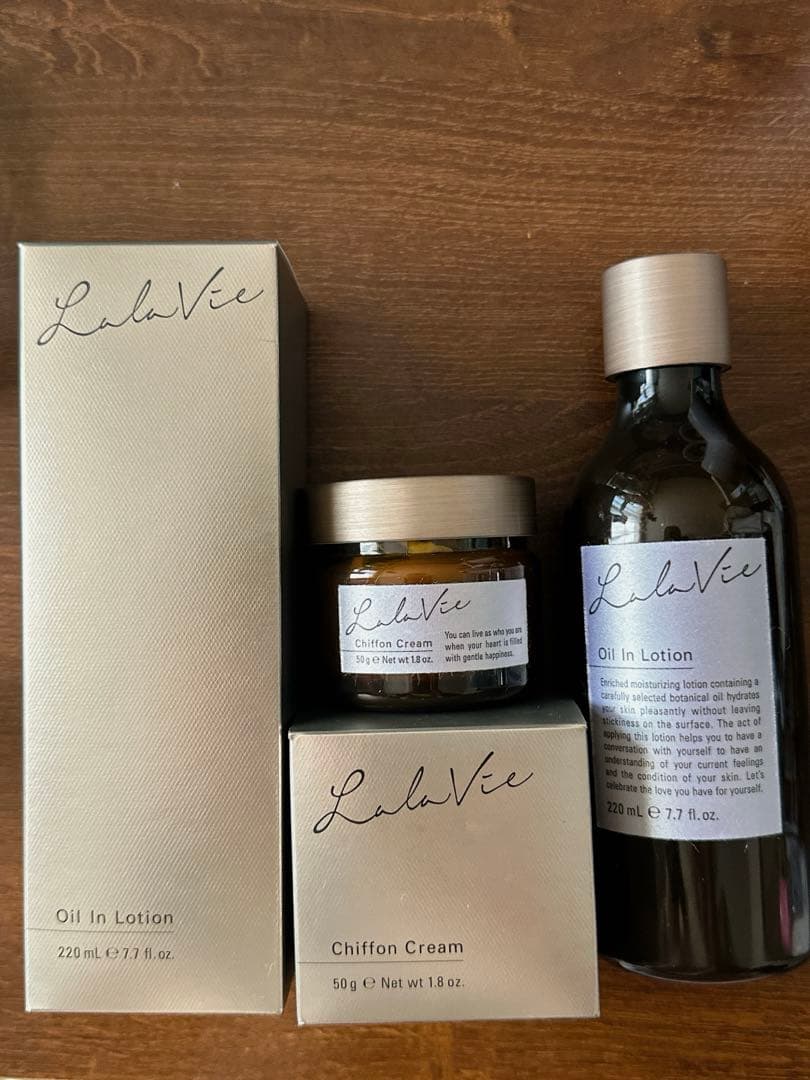 LalaVie
Oil In Lotion
220 mL ℮ 7.7 fl. oz.
LalaVie
Chiffon Cream
50 g ℮ Net wt 1.8 oz.
You can live as who you are
when your heart is filled
with gentle happiness.
LalaVie
Chiffon Cream
50 g ℮ Net wt 1.8 oz.
LalaVie
Oil In Lotion
Enriched moisturizing lotion containing a
carefully selected botanical oil hydrates
your skin pleasantly without leaving
stickiness on the surface. The act of
applying this lotion helps you to have a
conversation with yourself to have an
understanding of your current feelings
and the condition of your skin. Let's
celebrate the love you have for yourself.
220 mL ℮ 7.7 fl. oz.